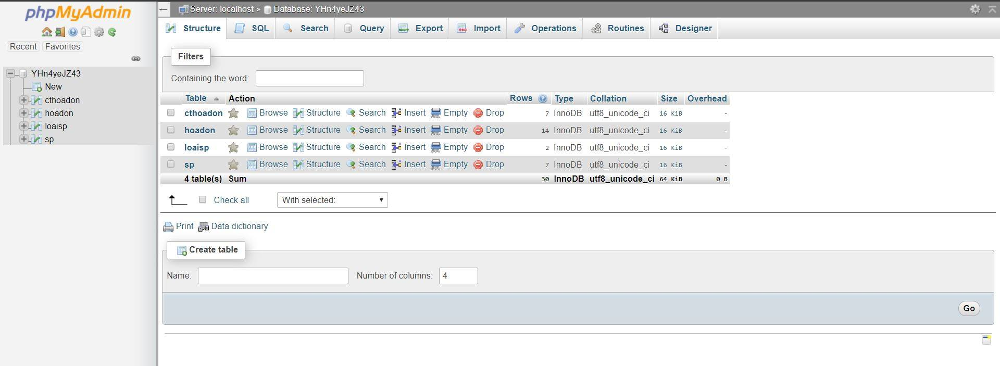 phpMyAdmin
Recent Favorites
YHn4yeJZ43
New
cthoadon
hoadon
loaisp
sp
Server: localhost » Database: YHn4yeJZ43
Structure SQL Search Query Export Import Operations Routines Designer
Filters
Containing the word:
Table Action Rows Type Collation Size Overhead
cthoadon Browse Structure Search Insert Empty Drop 7 InnoDB utf8_unicode_ci 16 KiB -
hoadon Browse Structure Search Insert Empty Drop 14 InnoDB utf8_unicode_ci 16 KiB -
loaisp Browse Structure Search Insert Empty Drop 2 InnoDB utf8_unicode_ci 16 KiB -
sp Browse Structure Search Insert Empty Drop 7 InnoDB utf8_unicode_ci 16 KiB -
4 table(s) Sum 30 InnoDB utf8_unicode_ci 64 KiB 0 B
Check all With selected:
Print Data dictionary
Create table
Name: Number of columns: 4
Go